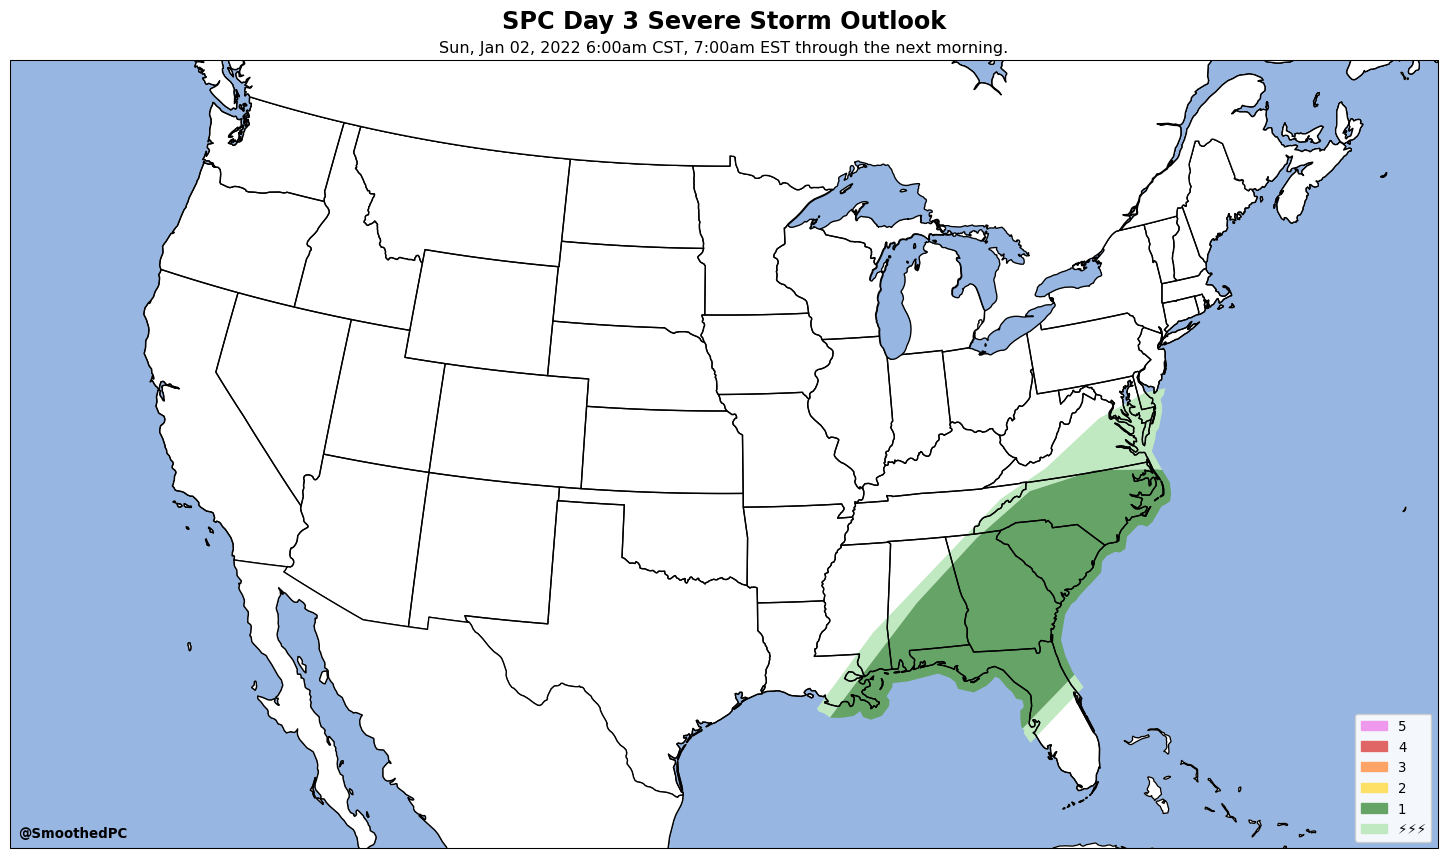 SPC Day 3 Severe Storm Outlook
Sun, Jan 02, 2022 6:00am CST, 7:00am EST through the next morning.
5
4
3
2
1
⚡⚡⚡
@SmoothedPC